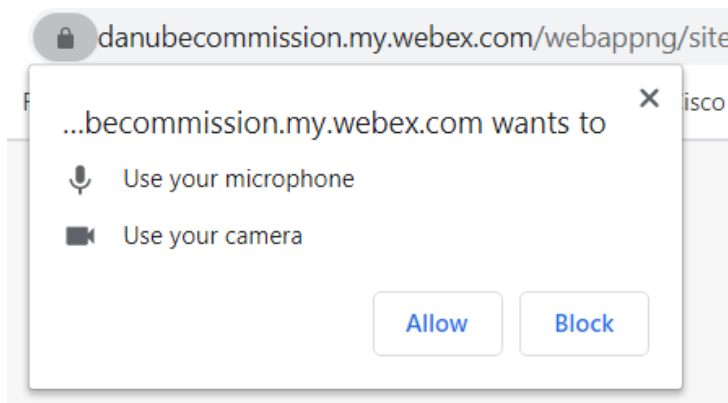 danubecommission.my.webex.com/webappng/site
isco
...becommission.my.webex.com wants to
Use your microphone
Use your camera
Allow
Block